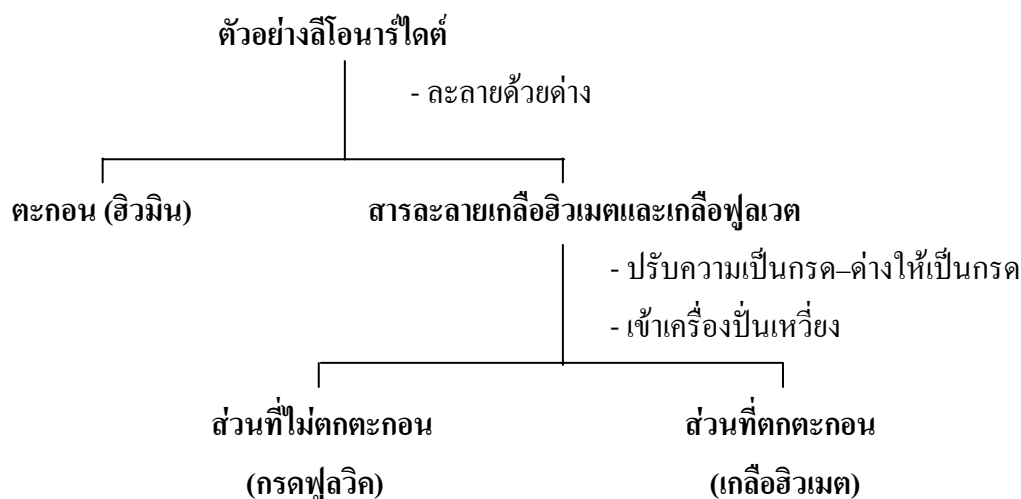 ตัวอย่างลีโอนาร์ไดต์
- ละลายด้วยด่าง
ตะกอน (ฮิวมิน)
สารละลายเกลือฮิวเมตและเกลือฟูลเวต
- ปรับความเป็นกรด–ด่างให้เป็นกรด
- เข้าเครื่องปั่นเหวี่ยง
ส่วนที่ไม่ตกตะกอน
(กรดฟูลวิค)
ส่วนที่ตกตะกอน
(เกลือฮิวเมต)